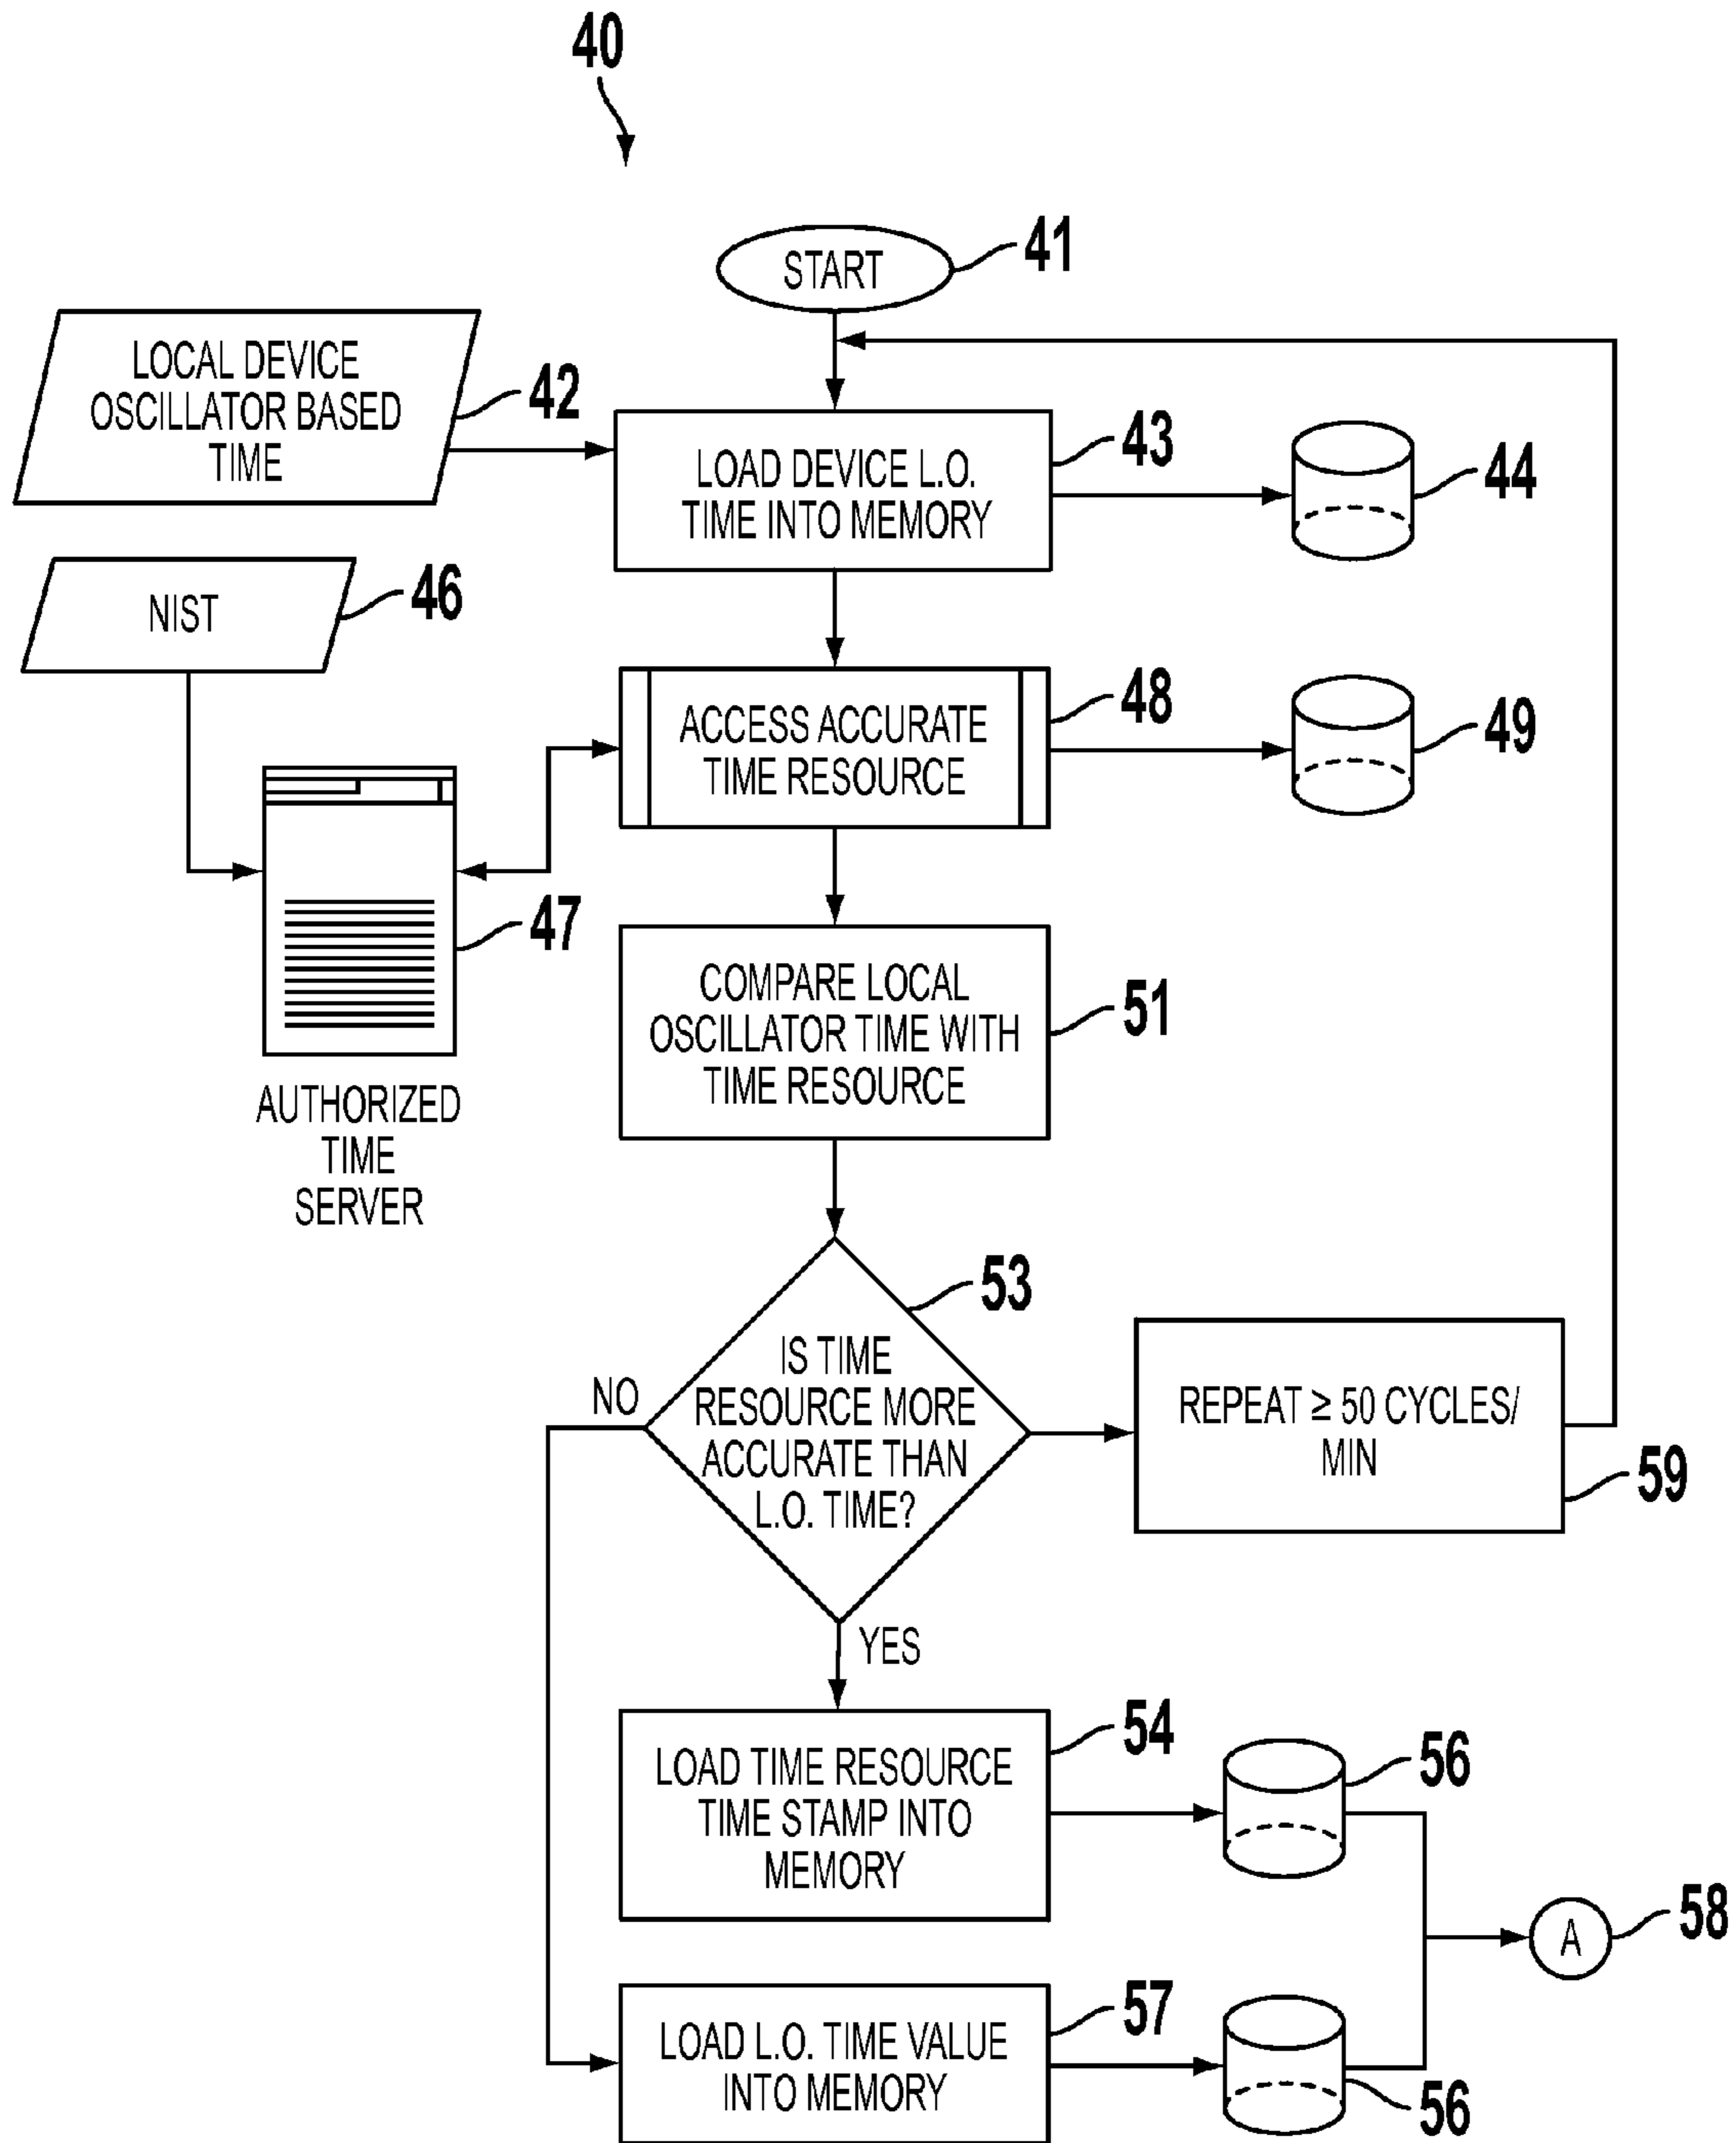 40
START
41
LOCAL DEVICE
OSCILLATOR BASED
TIME
42
LOAD DEVICE L.O.
TIME INTO MEMORY
43
44
NIST
46
ACCESS ACCURATE
TIME RESOURCE
48
49
47
AUTHORIZED
TIME
SERVER
COMPARE LOCAL
OSCILLATOR TIME WITH
TIME RESOURCE
51
53
IS TIME
RESOURCE MORE
ACCURATE THAN
L.O. TIME?
NO
YES
REPEAT ≥ 50 CYCLES/
MIN
59
LOAD TIME RESOURCE
TIME STAMP INTO
MEMORY
54
56
A
58
LOAD L.O. TIME VALUE
INTO MEMORY
57
56